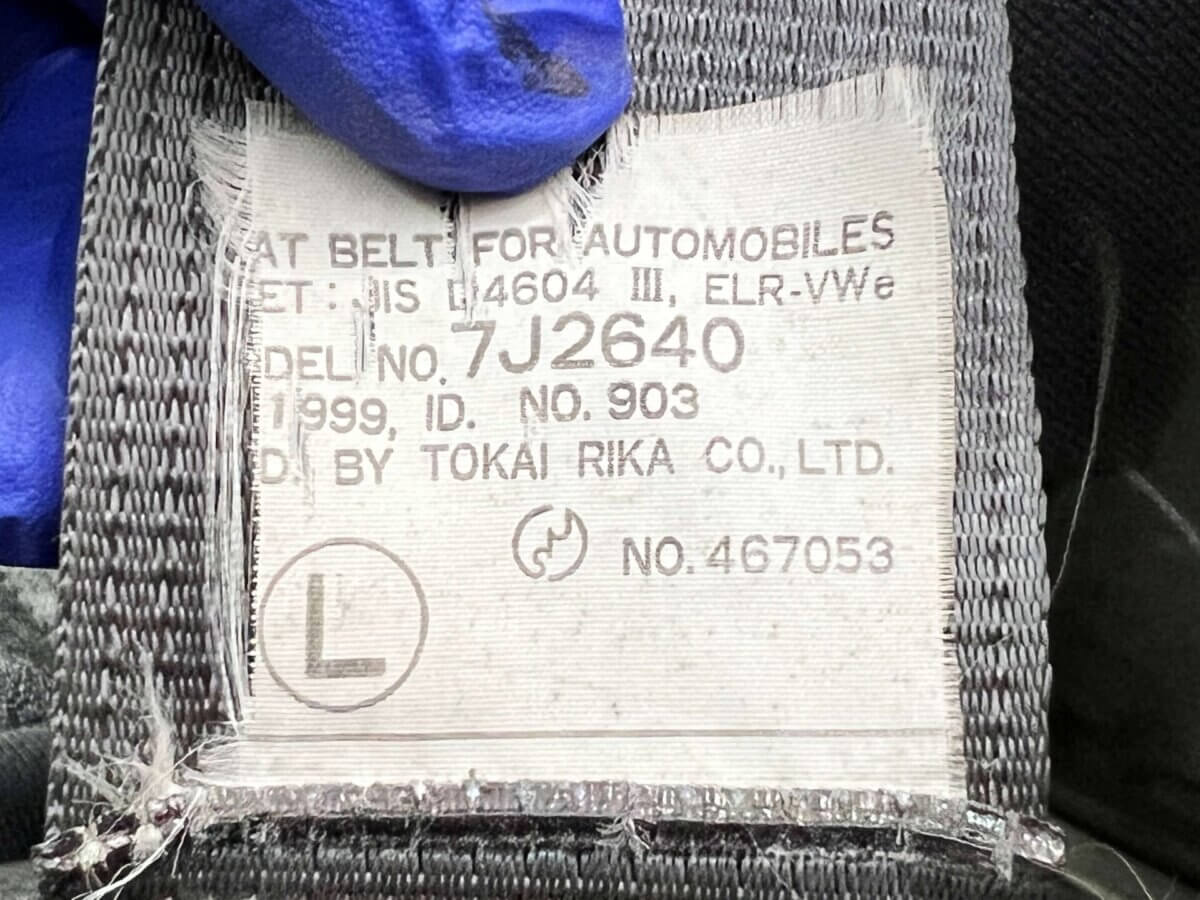 AT BELT FOR AUTOMOBILES
ET : JIS D4604 III, ELR-VWe
DEL NO. 7J2640
1999, ID. NO. 903
D. BY TOKAI RIKA CO., LTD.
NO. 467053
L